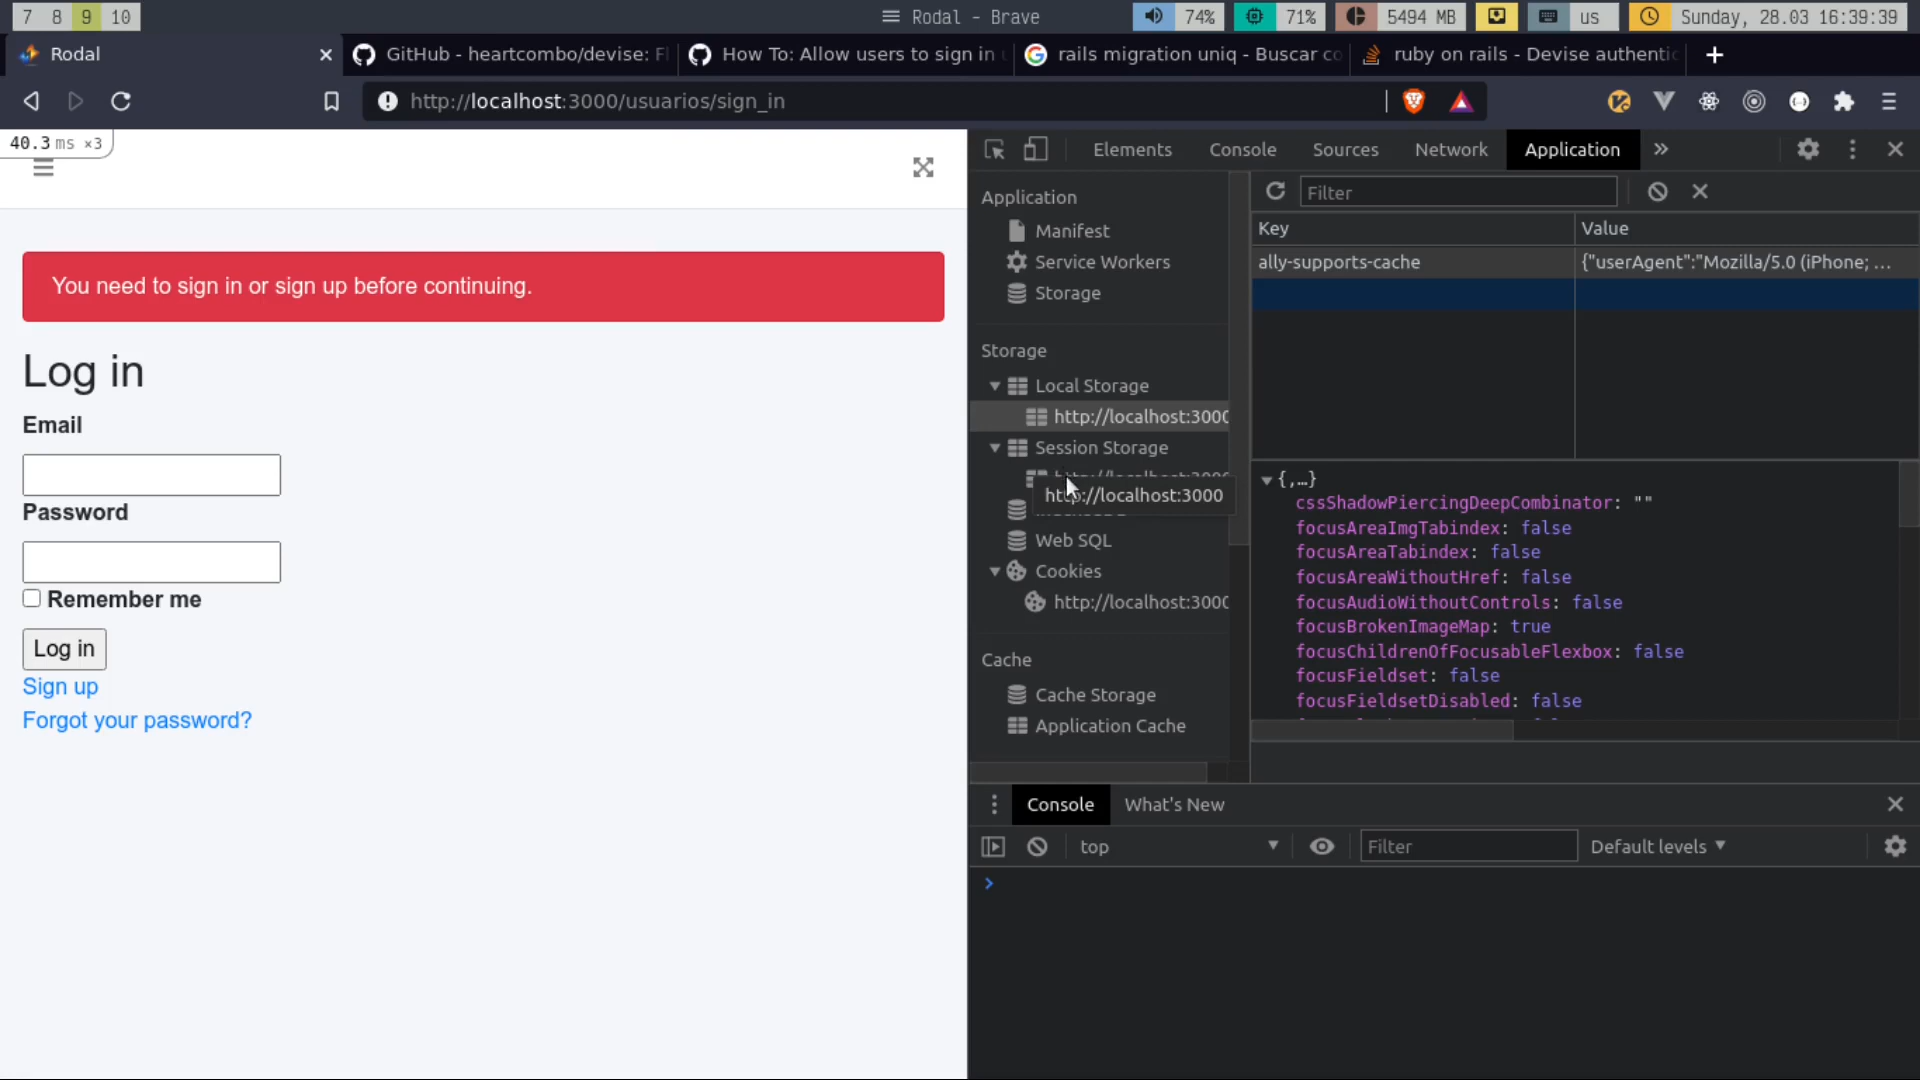 7 8 9 10
Rodal - Brave
74%
71%
5494 MB
us
Sunday, 28.03 16:39:39
Rodal
GitHub - heartcombo/devise: Fl
How To: Allow users to sign in
rails migration uniq - Buscar co
ruby on rails - Devise authentic
http://localhost:3000/usuarios/sign_in
40.3 ms ×3
You need to sign in or sign up before continuing.
Log in
Email
Password
Remember me
Log in
Sign up
Forgot your password?
Elements
Console
Sources
Network
Application
Application
Manifest
Service Workers
Storage
Storage
Local Storage
http://localhost:3000
Session Storage
http://localhost:3000
http://localhost:3000
Web SQL
Cookies
http://localhost:3000
Cache
Cache Storage
Application Cache
Filter
Key
Value
ally-supports-cache
{"userAgent":"Mozilla/5.0 (iPhone; …
{,…}
cssShadowPiercingDeepCombinator: ""
focusAreaImgTabindex: false
focusAreaTabindex: false
focusAreaWithoutHref: false
focusAudioWithoutControls: false
focusBrokenImageMap: true
focusChildrenOfFocusableFlexbox: false
focusFieldset: false
focusFieldsetDisabled: false
Console
What's New
top
Filter
Default levels